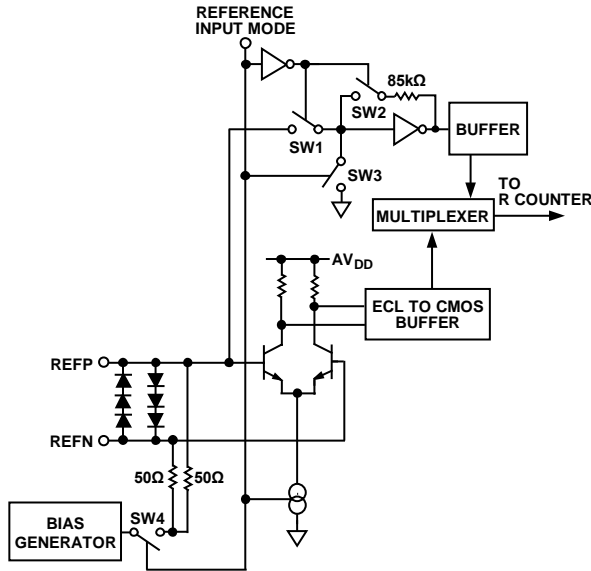 REFERENCE
INPUT MODE
85kΩ
SW2
BUFFER
SW1
SW3
TO
R COUNTER
MULTIPLEXER
AVDD
ECL TO CMOS
BUFFER
REFP
REFN
50Ω
50Ω
SW4
BIAS
GENERATOR